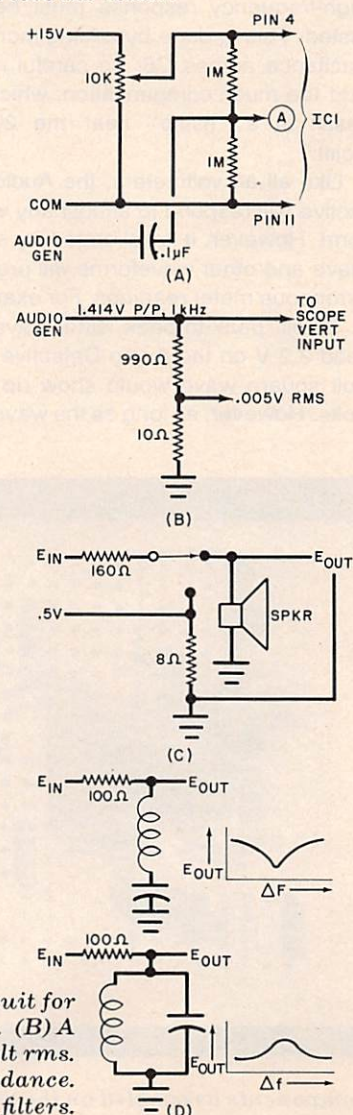 +15V
PIN 4
10K
1M
A
IC1
1M
COM
PIN 11
AUDIO
GEN
.1µF
(A)
AUDIO
GEN
1.414V P/P, 1 kHz
TO
SCOPE
VERT
INPUT
990Ω
.005V RMS
10Ω
(B)
EIN
160Ω
EOUT
.5V
SPKR
8Ω
(C)
EIN
100Ω
EOUT
EOUT
ΔF
100Ω
EIN
EOUT
EOUT
Δf
(D)
uit for
(B) A
lt rms.
dance.
filters.